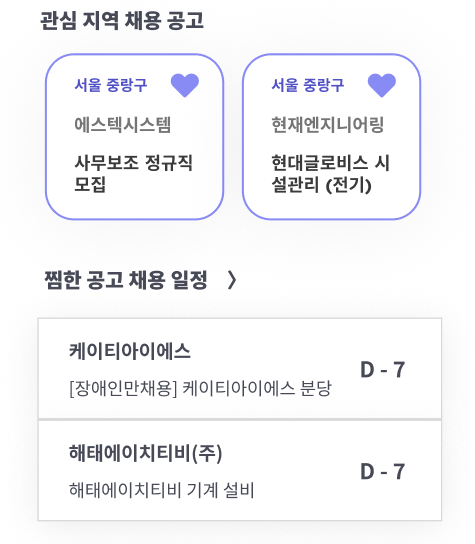 관심 지역 채용 공고
서울 중랑구
에스텍시스템
사무보조 정규직
모집
서울 중랑구
현재엔지니어링
현대글로비스 시
설관리 (전기)
찜한 공고 채용 일정 〉
케이티아이에스
[장애인만채용] 케이티아이에스 분당
D - 7
해태에이치티비(주)
해태에이치티비 기계 설비
D - 7